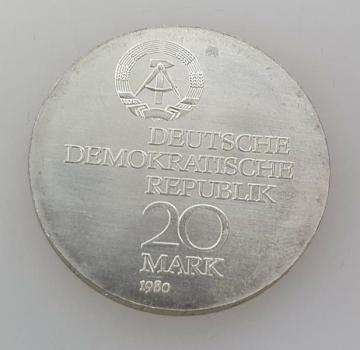 DEUTSCHE
DEMOKRATISCHE
REPUBLIK
20
MARK
1980